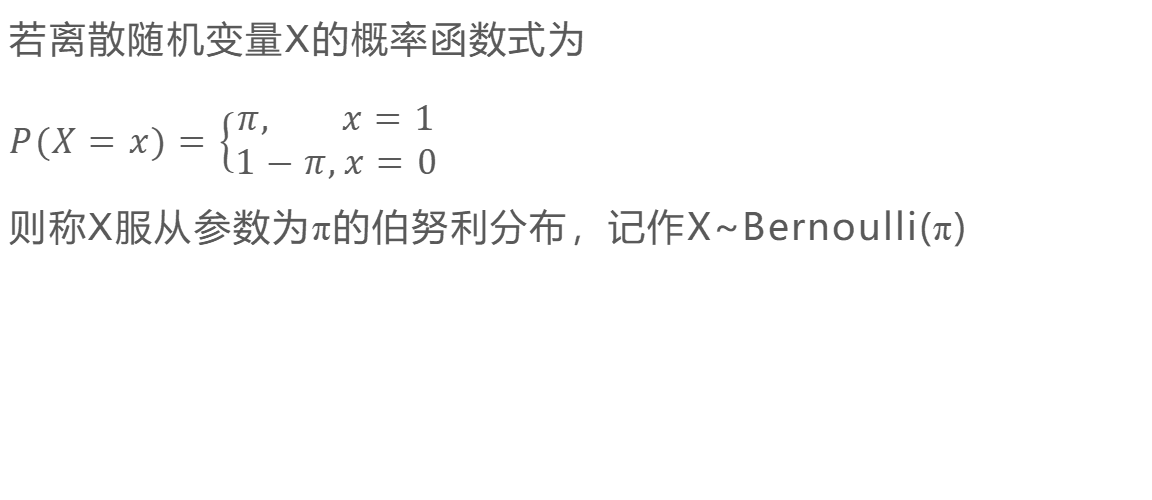 若离散随机变量X的概率函数式为
P(X = x) = {π, x = 1
1 − π, x = 0
则称X服从参数为π的伯努利分布，记作X~Bernoulli(π)